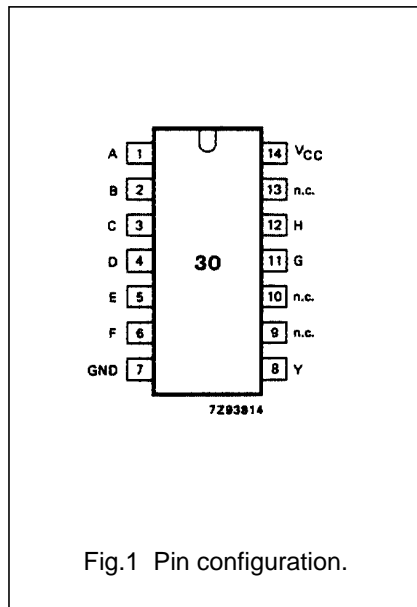 A 1 14 VCC
B 2 13 n.c.
C 3 12 H
D 4 30 11 G
E 5 10 n.c.
F 6 9 n.c.
GND 7 8 Y
7Z93814
Fig.1 Pin configuration.